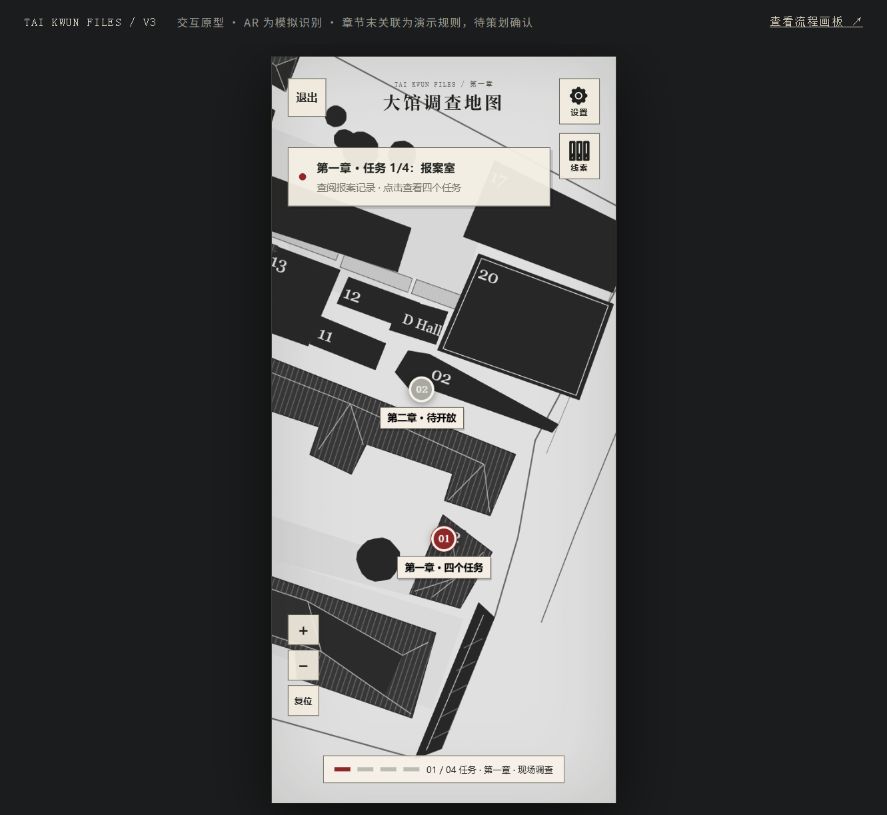 TAI KWUN FILES / V3 交互原型 · AR 为模拟识别 · 章节末关联为演示规则，待策划确认 查看流程画板 ↗
退出
TAI KWUN FILES / 第一章
大馆调查地图
设置
线索
第一章·任务 1/4：报案室
查阅报案记录·点击查看四个任务
17
13
20
12
D Hall
11
02
02
第二章·待开放
01
第一章·四个任务
+
−
复位
01 / 04 任务·第一章·现场调查